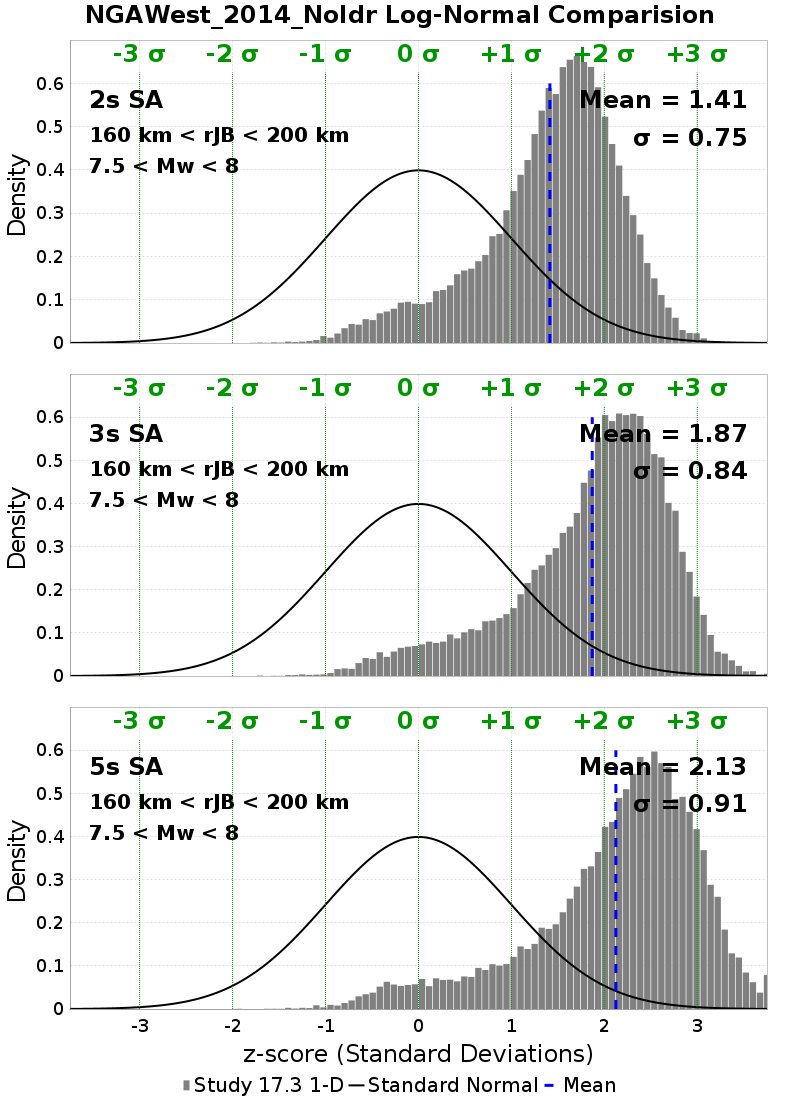 NGAWest_2014_NoIdr Log-Normal Comparision
-3 σ -2 σ -1 σ 0 σ +1 σ +2 σ +3 σ
2s SA
Mean = 1.41
160 km < rJB < 200 km
σ = 0.75
7.5 < Mw < 8
Density
0.6
0.5
0.4
0.3
0.2
0.1
0
-3 σ -2 σ -1 σ 0 σ +1 σ +2 σ +3 σ
3s SA
Mean = 1.87
160 km < rJB < 200 km
σ = 0.84
7.5 < Mw < 8
Density
0.6
0.5
0.4
0.3
0.2
0.1
0
-3 σ -2 σ -1 σ 0 σ +1 σ +2 σ +3 σ
5s SA
Mean = 2.13
160 km < rJB < 200 km
σ = 0.91
7.5 < Mw < 8
Density
0.6
0.5
0.4
0.3
0.2
0.1
0
-3 -2 -1 0 1 2 3
z-score (Standard Deviations)
Study 17.3 1-D Standard Normal Mean